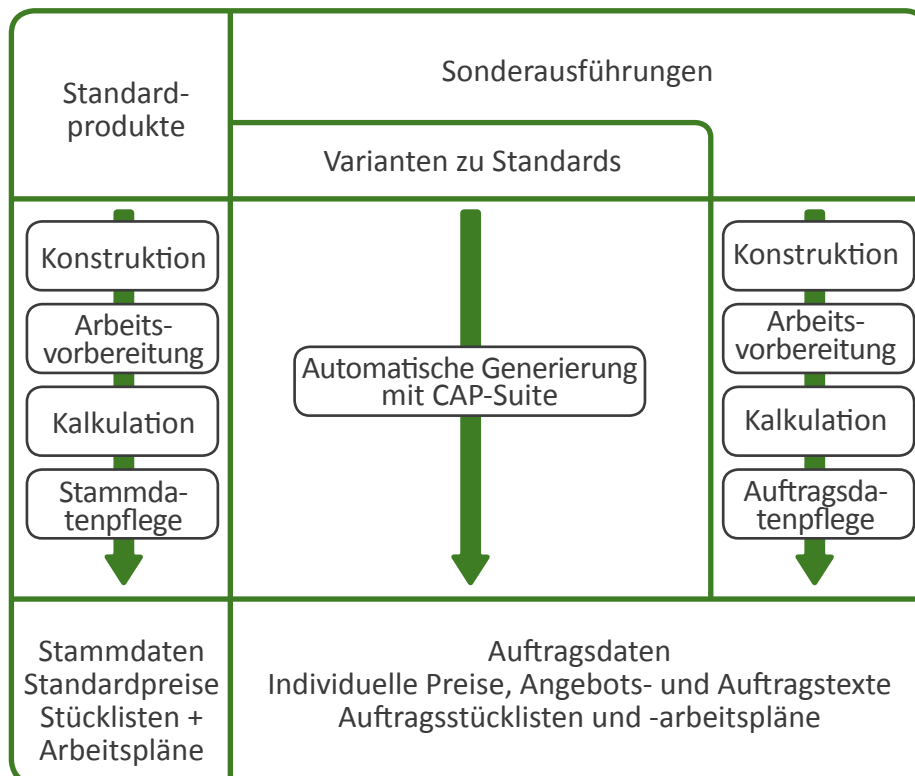 Standard-
produkte
Sonderausführungen
Varianten zu Standards
Konstruktion
Arbeits-
vorbereitung
Kalkulation
Stammda-
tenpflege
Automatische Generierung
mit CAP-Suite
Konstruktion
Arbeits-
vorbereitung
Kalkulation
Auftragsda-
tenpflege
Stammdaten
Standardpreise
Stücklisten +
Arbeitspläne
Auftragsdaten
Individuelle Preise, Angebots- und Auftragstexte
Auftragsstücklisten und -arbeitspläne